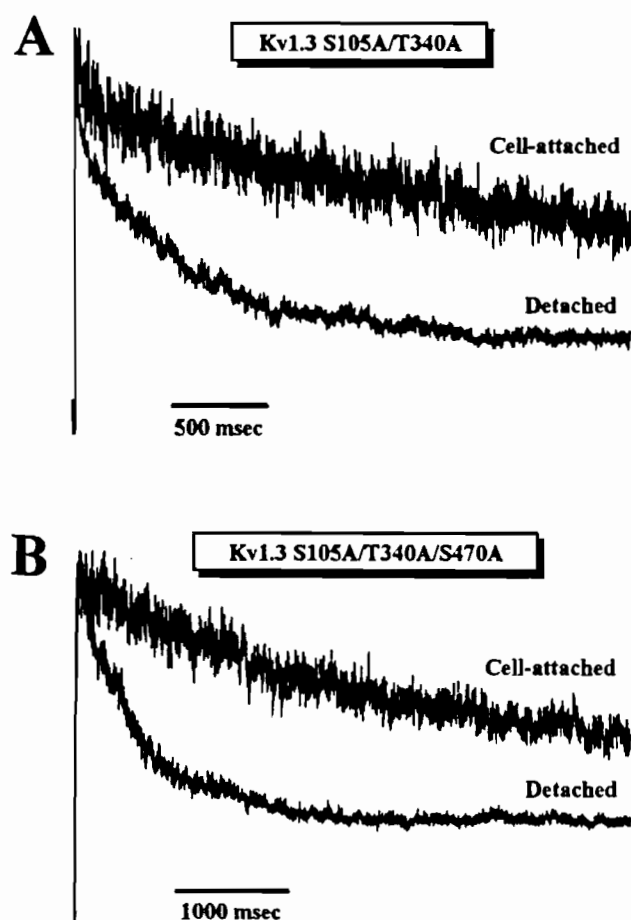 A
Kv1.3 S105A/T340A
Cell-attached
Detached
500 msec
B
Kv1.3 S105A/T340A/S470A
Cell-attached
Detached
1000 msec